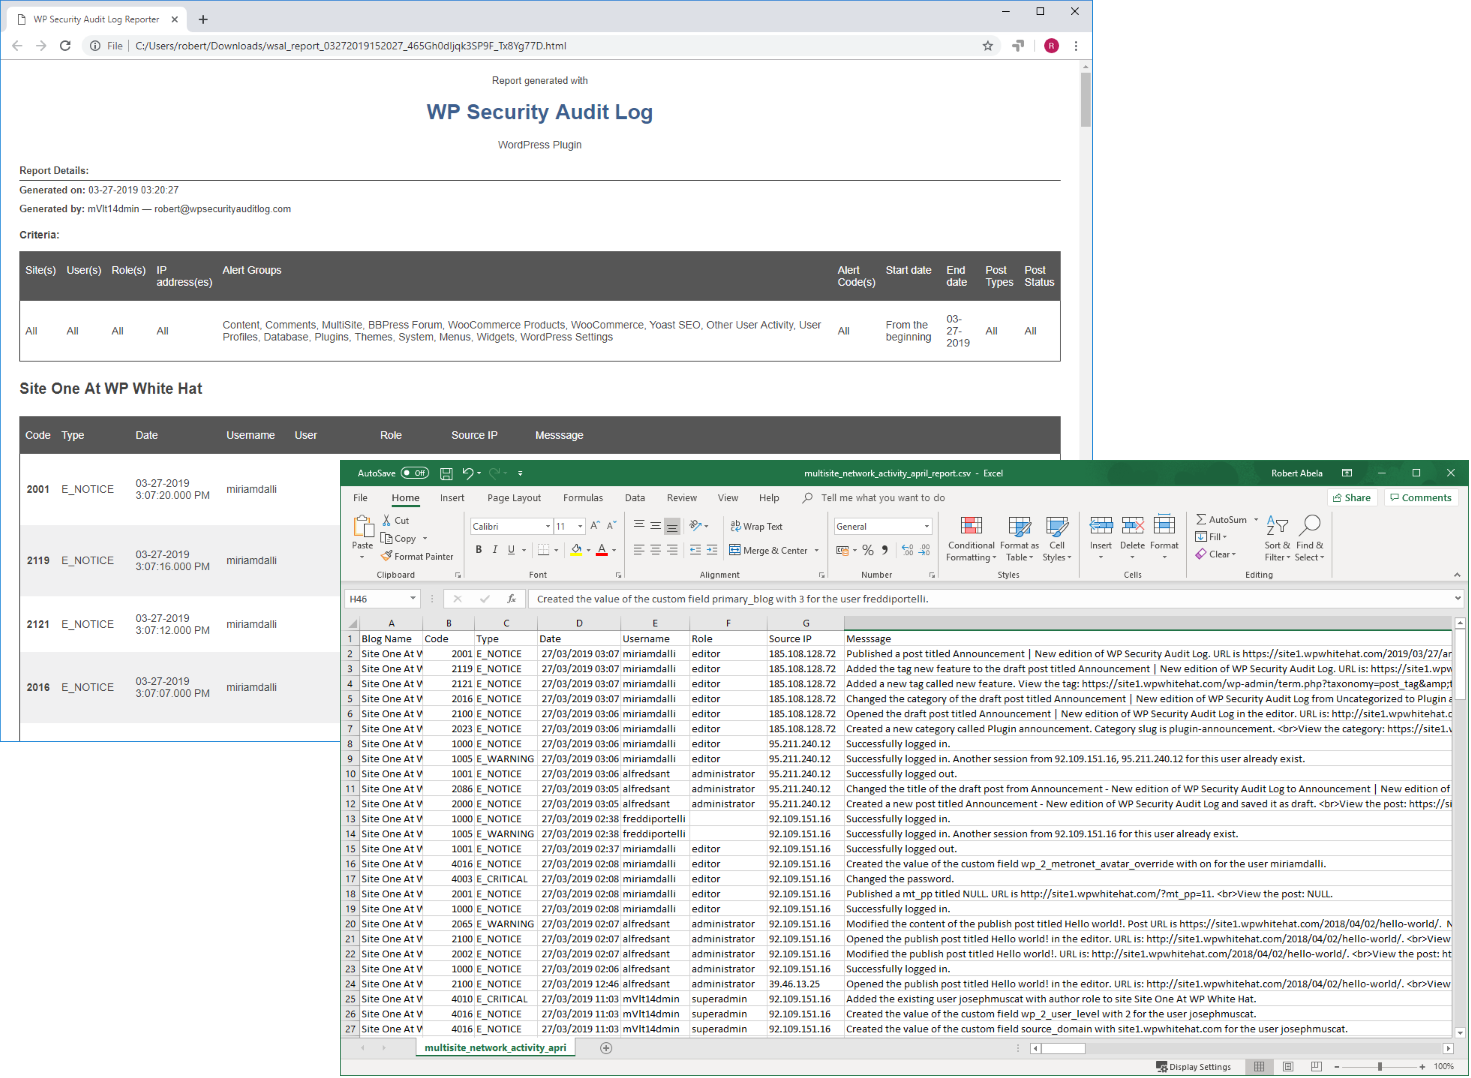 WP Security Audit Log Reporter
File C:/Users/robert/Downloads/wsal_report_03272019152027_465Gh0dljqk3SP9F_Tx8Yg77D.html
R
Report generated with
WP Security Audit Log
WordPress Plugin
Report Details:
Generated on: 03-27-2019 03:20:27
Generated by: mVlt14dmin — robert@wpsecurityauditlog.com
Criteria:
Site(s) User(s) Role(s) IP address(es) Alert Groups Alert Code(s) Start date End date Post Types Post Status
All All All All Content, Comments, MultiSite, BBPress Forum, WooCommerce Products, WooCommerce, Yoast SEO, Other User Activity, User
Profiles, Database, Plugins, Themes, System, Menus, Widgets, WordPress Settings
All From the beginning 03-27-2019 All All
Site One At WP White Hat
Code Type Date Username User Role Source IP Messsage
2001 E_NOTICE 03-27-2019 3:07:20.000 PM miriamdalli
2119 E_NOTICE 03-27-2019 3:07:16.000 PM miriamdalli
2121 E_NOTICE 03-27-2019 3:07:12.000 PM miriamdalli
2016 E_NOTICE 03-27-2019 3:07:07.000 PM miriamdalli
AutoSave Off multisite_network_activity_april_report.csv - Excel Robert Abela
File Home Insert Page Layout Formulas Data Review View Help Tell me what you want to do Share Comments
Paste Cut Copy Format Painter
Calibri 11 B I U A
Wrap Text Merge & Center
General %
Conditional Formatting Format as Table Cell Styles
Insert Delete Format
AutoSum Fill Clear Sort & Filter Find & Select
Clipboard Font Alignment Number Styles Cells Editing
H46 fx Created the value of the custom field primary_blog with 3 for the user freddiportelli.
A B C D E F G
1 Blog Name Code Type Date Username Role Source IP Messsage
2 Site One At W 2001 E_NOTICE 27/03/2019 03:07 miriamdalli editor 185.108.128.72 Published a post titled Announcement | New edition of WP Security Audit Log. URL is https://site1.wpwhitehat.com/2019/03/27/an
3 Site One At W 2119 E_NOTICE 27/03/2019 03:07 miriamdalli editor 185.108.128.72 Added the tag new feature to the draft post titled Announcement | New edition of WP Security Audit Log. URL is: https://site1.wpw
4 Site One At W 2121 E_NOTICE 27/03/2019 03:07 miriamdalli editor 185.108.128.72 Added a new tag called new feature. View the tag: https://site1.wpwhitehat.com/wp-admin/term.php?taxonomy=post_tag&amp;t
5 Site One At W 2016 E_NOTICE 27/03/2019 03:07 miriamdalli editor 185.108.128.72 Changed the category of the draft post titled Announcement | New edition of WP Security Audit Log from Uncategorized to Plugin a
6 Site One At W 2100 E_NOTICE 27/03/2019 03:06 miriamdalli editor 185.108.128.72 Opened the draft post titled Announcement | New edition of WP Security Audit Log in the editor. URL is: http://site1.wpwhitehat.c
7 Site One At W 2023 E_NOTICE 27/03/2019 03:06 miriamdalli editor 185.108.128.72 Created a new category called Plugin announcement. Category slug is plugin-announcement. <br>View the category: https://site1.w
8 Site One At W 1000 E_NOTICE 27/03/2019 03:06 miriamdalli editor 95.211.240.12 Successfully logged in.
9 Site One At W 1005 E_WARNING 27/03/2019 03:06 miriamdalli editor 95.211.240.12 Successfully logged in. Another session from 92.109.151.16, 95.211.240.12 for this user already exist.
10 Site One At W 1001 E_NOTICE 27/03/2019 03:06 alfredsant administrator 95.211.240.12 Successfully logged out.
11 Site One At W 2086 E_NOTICE 27/03/2019 03:05 alfredsant administrator 95.211.240.12 Changed the title of the draft post from Announcement - New edition of WP Security Audit Log to Announcement | New edition of
12 Site One At W 2000 E_NOTICE 27/03/2019 03:05 alfredsant administrator 95.211.240.12 Created a new post titled Announcement - New edition of WP Security Audit Log and saved it as draft. <br>View the post: https://si
13 Site One At W 1000 E_NOTICE 27/03/2019 02:38 freddiportelli 92.109.151.16 Successfully logged in.
14 Site One At W 1005 E_WARNING 27/03/2019 02:38 freddiportelli 92.109.151.16 Successfully logged in. Another session from 92.109.151.16 for this user already exist.
15 Site One At W 1001 E_NOTICE 27/03/2019 02:37 miriamdalli editor 92.109.151.16 Successfully logged out.
16 Site One At W 4016 E_NOTICE 27/03/2019 02:08 miriamdalli editor 92.109.151.16 Created the value of the custom field wp_2_metronet_avatar_override with on for the user miriamdalli.
17 Site One At W 4003 E_CRITICAL 27/03/2019 02:08 miriamdalli editor 92.109.151.16 Changed the password.
18 Site One At W 2001 E_NOTICE 27/03/2019 02:08 miriamdalli editor 92.109.151.16 Published a mt_pp titled NULL. URL is http://site1.wpwhitehat.com/?mt_pp=11. <br>View the post: NULL.
19 Site One At W 1000 E_NOTICE 27/03/2019 02:08 miriamdalli editor 92.109.151.16 Successfully logged in.
20 Site One At W 2065 E_WARNING 27/03/2019 02:07 alfredsant administrator 92.109.151.16 Modified the content of the publish post titled Hello world!. Post URL is https://site1.wpwhitehat.com/2018/04/02/hello-world/. N
21 Site One At W 2100 E_NOTICE 27/03/2019 02:07 alfredsant administrator 92.109.151.16 Opened the publish post titled Hello world! in the editor. URL is: http://site1.wpwhitehat.com/2018/04/02/hello-world/. <br>View
22 Site One At W 2002 E_NOTICE 27/03/2019 02:07 alfredsant administrator 92.109.151.16 Modified the publish post titled Hello world!. URL is: http://site1.wpwhitehat.com/2018/04/02/hello-world/. <br>View the post: ht
23 Site One At W 1000 E_NOTICE 27/03/2019 02:06 alfredsant administrator 92.109.151.16 Successfully logged in.
24 Site One At W 2100 E_NOTICE 27/03/2019 12:46 alfredsant administrator 39.46.13.25 Opened the publish post titled Hello world! in the editor. URL is: http://site1.wpwhitehat.com/2018/04/02/hello-world/. <br>View
25 Site One At W 4010 E_CRITICAL 27/03/2019 11:03 mVlt14dmin superadmin 92.109.151.16 Added the existing user josephmuscat with author role to site Site One At WP White Hat.
26 Site One At W 4016 E_NOTICE 27/03/2019 11:03 mVlt14dmin superadmin 92.109.151.16 Created the value of the custom field wp_2_user_level with 2 for the user josephmuscat.
27 Site One At W 4016 E_NOTICE 27/03/2019 11:03 mVlt14dmin superadmin 92.109.151.16 Created the value of the custom field source_domain with site1.wpwhitehat.com for the user josephmuscat.
multisite_network_activity_apri
Display Settings 100%